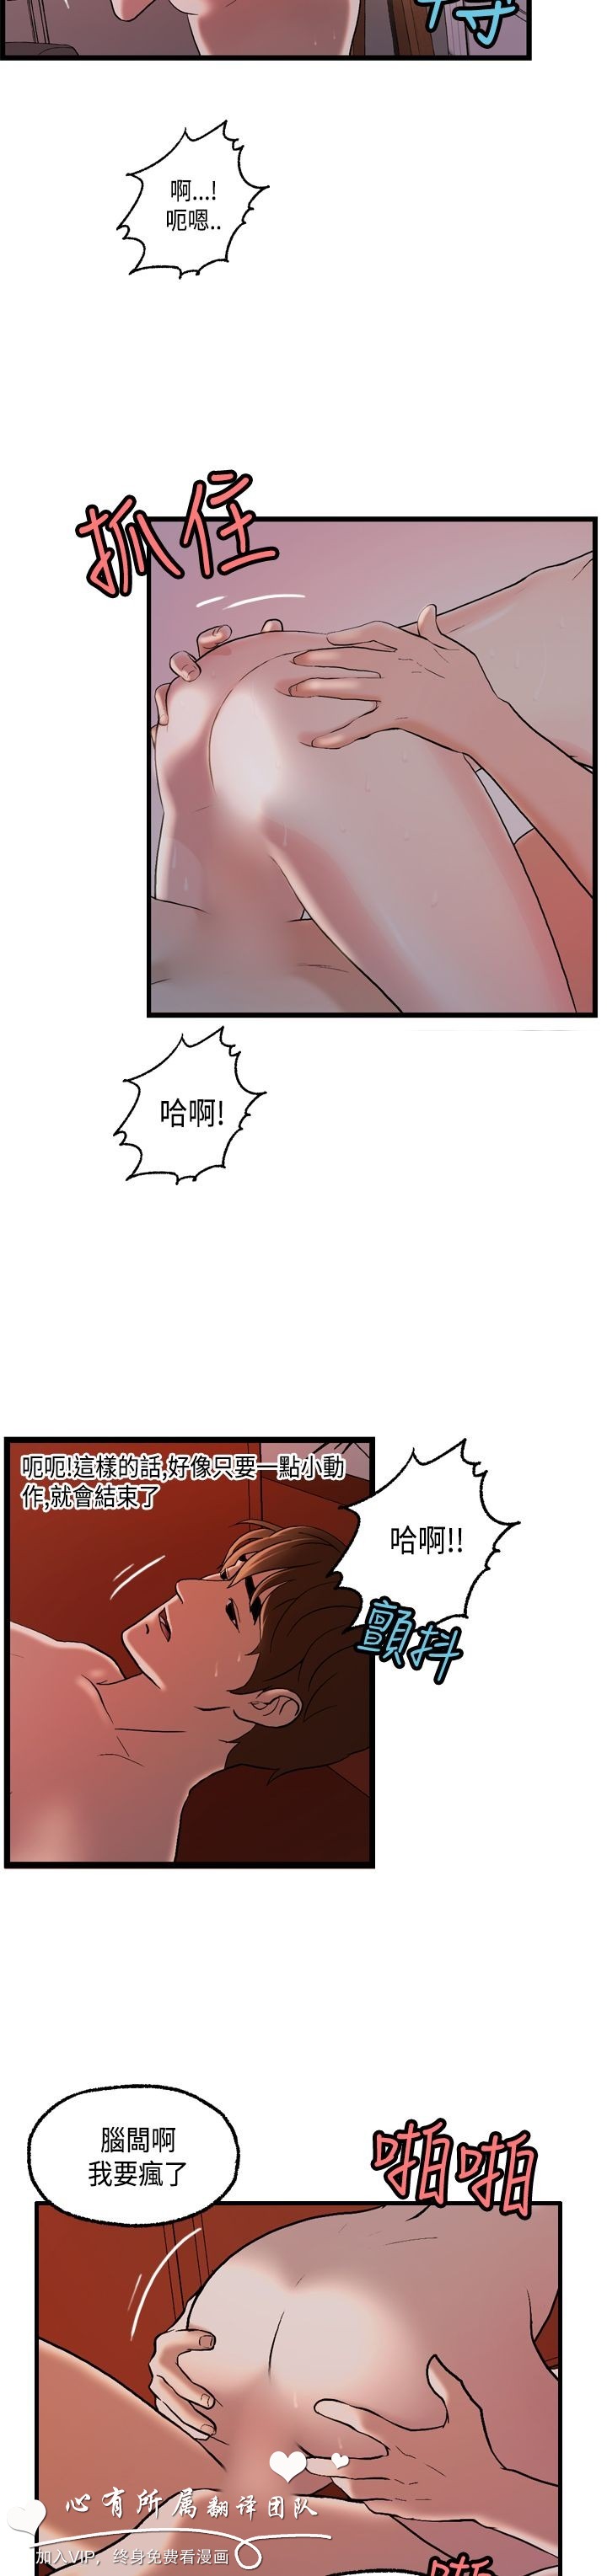 啊...!
呃嗯..
抓住
哈啊!
呃呃!這樣的話,好像只要一點小動
作,就會結束了
哈啊!!
顫抖
腦闆啊
我要瘋了
啪啪
心有所属翻译团队
加入VIP，终身免费看漫画